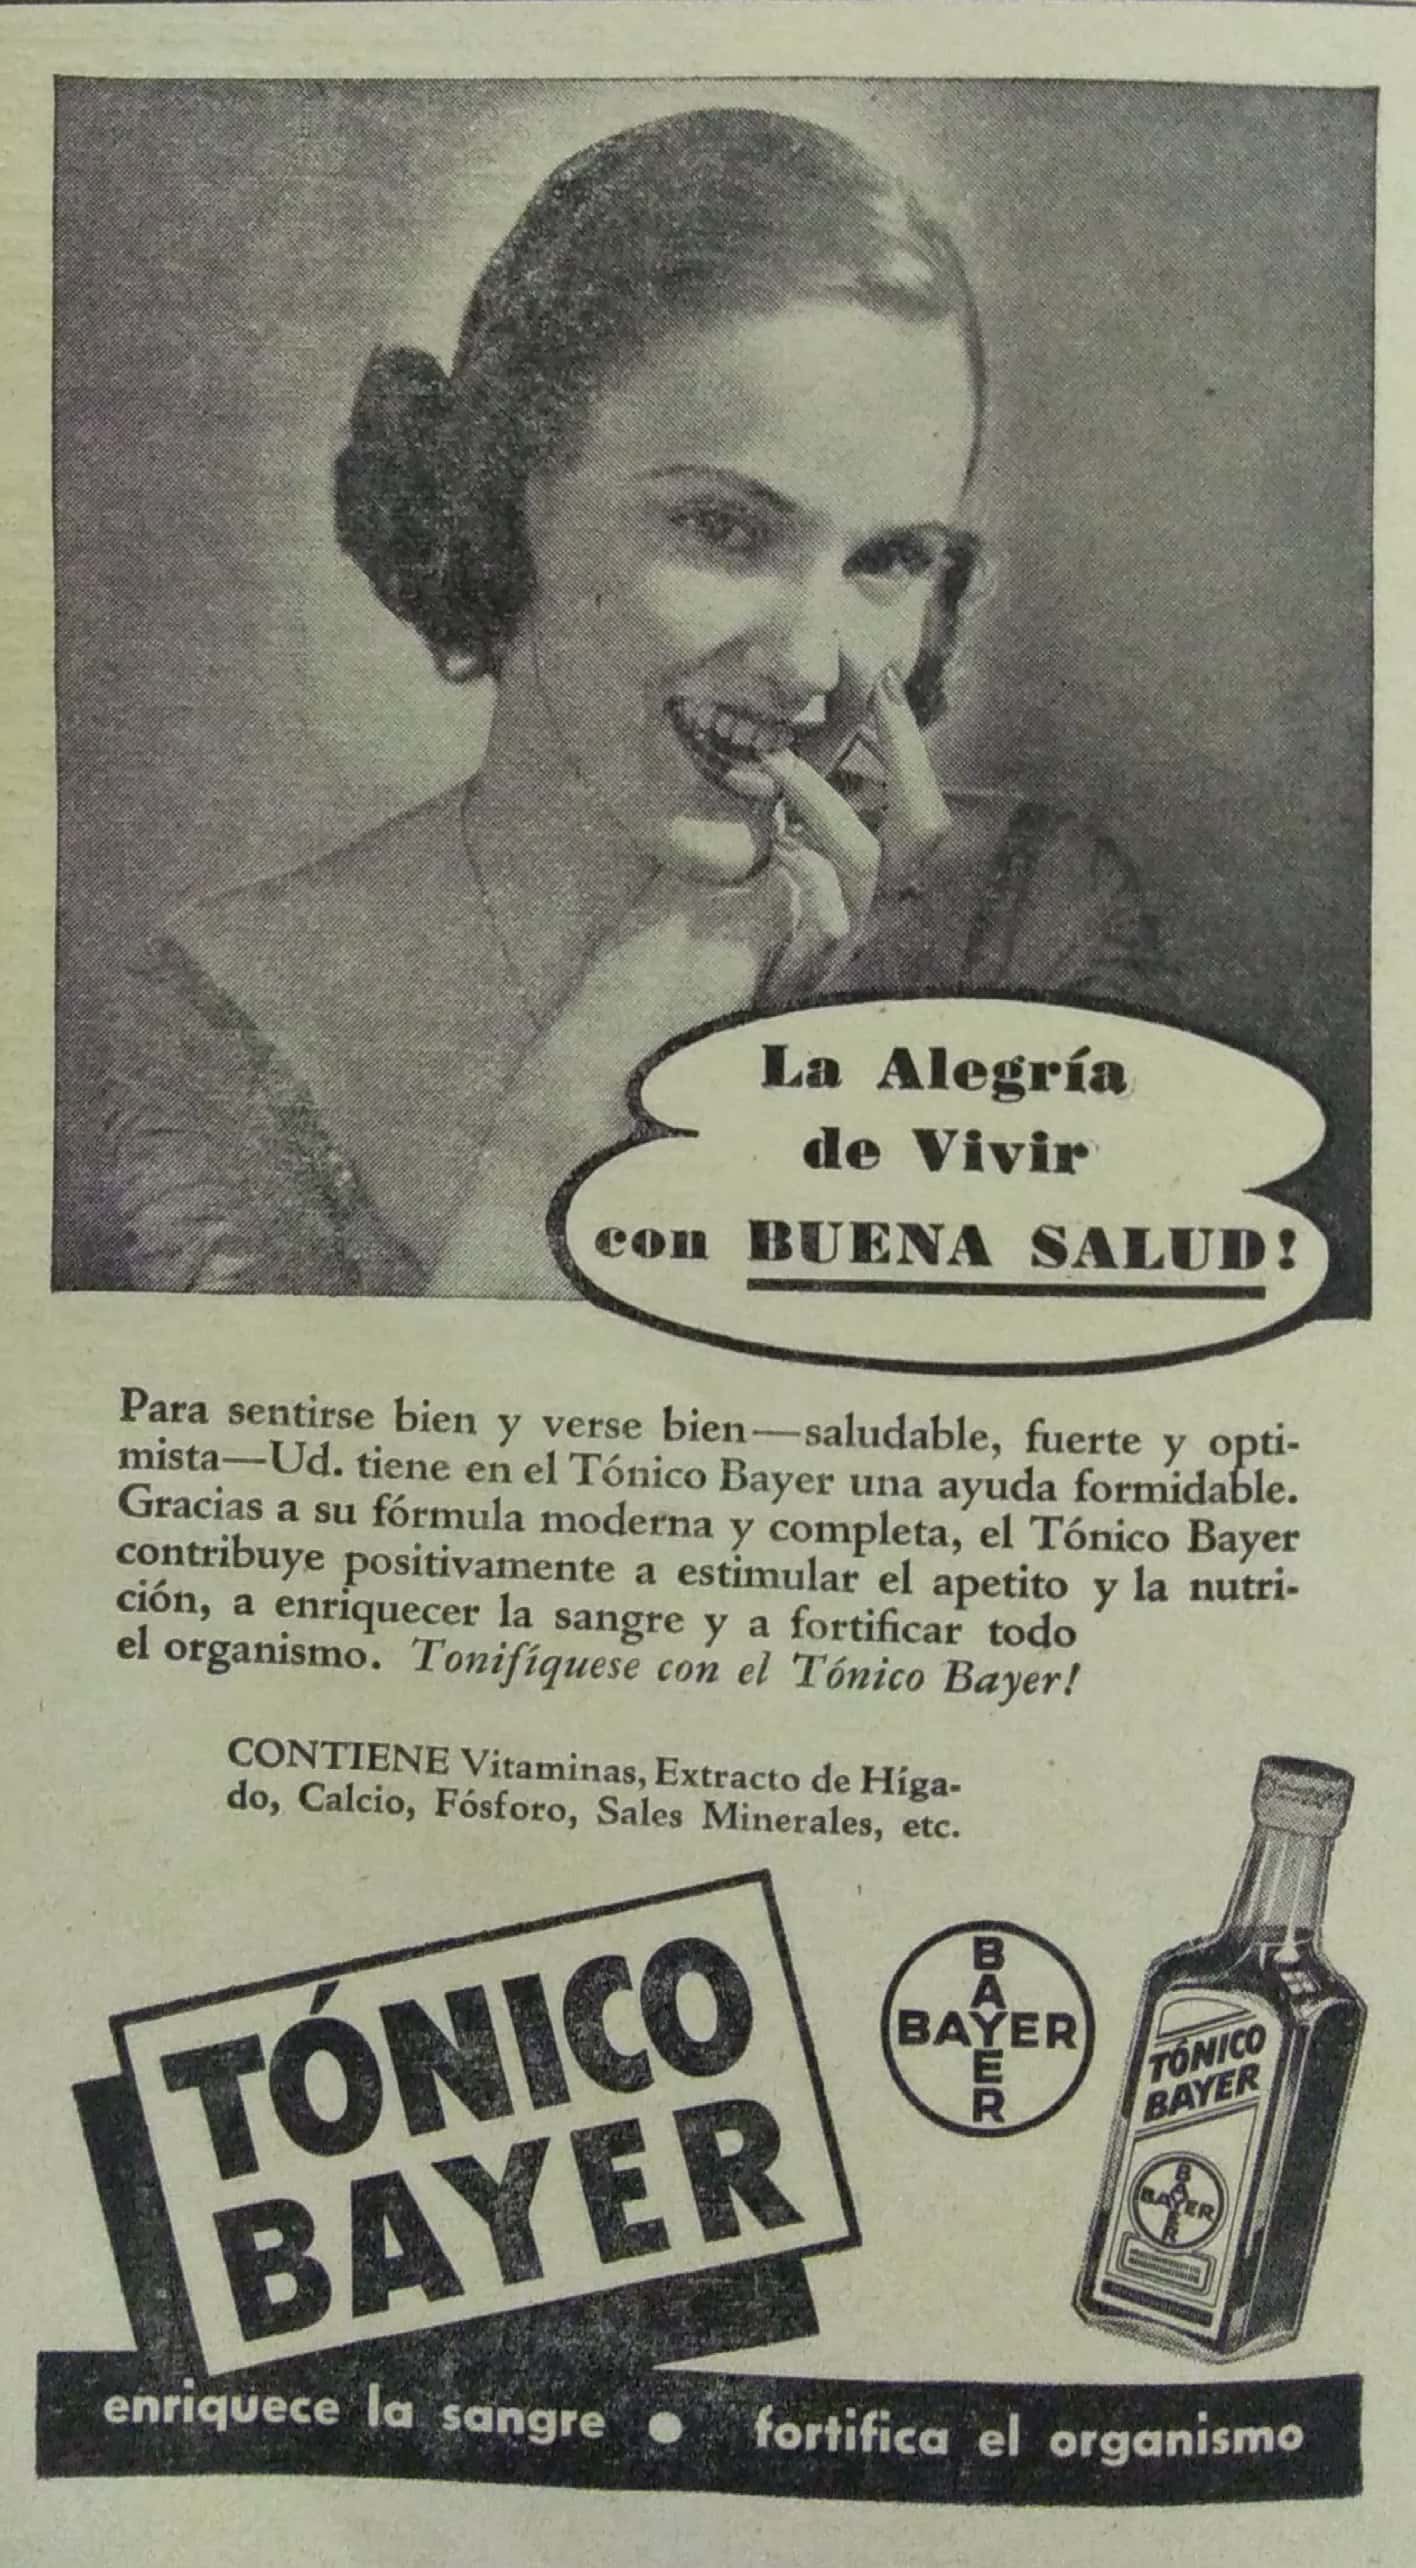 La Alegría
de Vivir
con BUENA SALUD!
Para sentirse bien y verse bien—saludable, fuerte y opti-
mista—Ud. tiene en el Tónico Bayer una ayuda formidable.
Gracias a su fórmula moderna y completa, el Tónico Bayer
contribuye positivamente a estimular el apetito y la nutri-
ción, a enriquecer la sangre y a fortificar todo
el organismo. Tonifíquese con el Tónico Bayer!
CONTIENE Vitaminas, Extracto de Híga-
do, Calcio, Fósforo, Sales Minerales, etc.
TÓNICO
BAYER
BAYER
BAYER
TÓNICO
BAYER
BAYER
BAYER
enriquece la sangre • fortifica el organismo